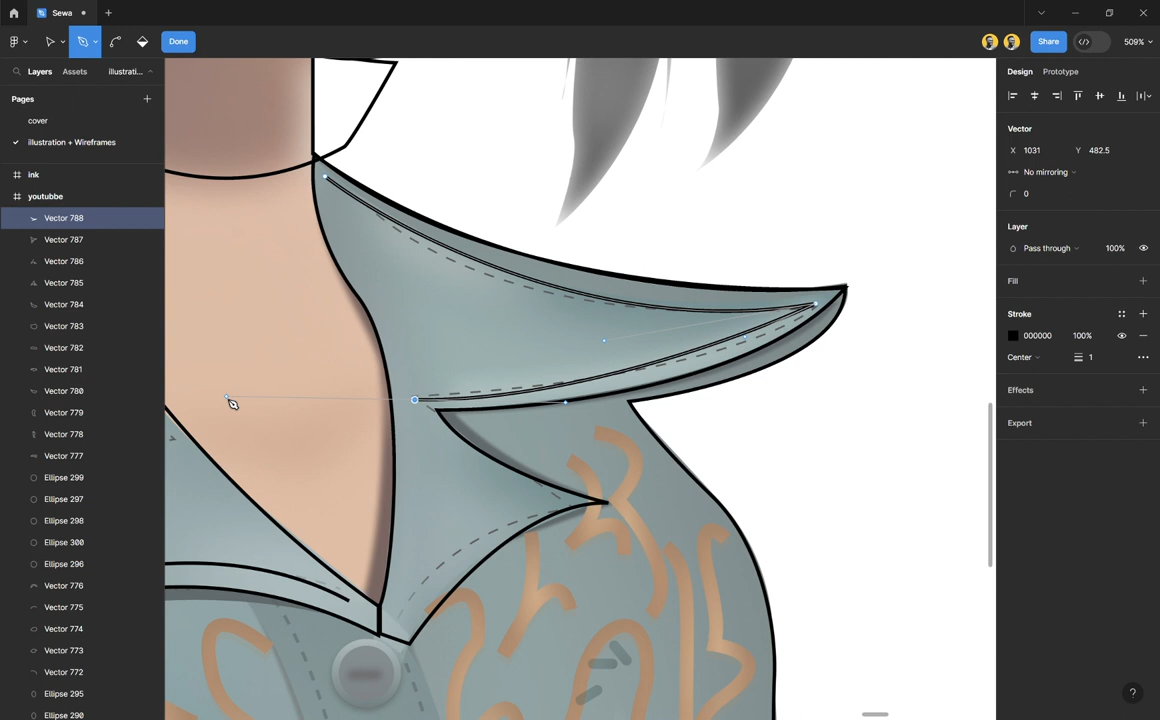 Sewa
Done
Share
509%
Layers
Assets
illustrati...
Pages
cover
illustration + Wireframes
ink
youtubbe
Vector 788
Vector 787
Vector 786
Vector 785
Vector 784
Vector 783
Vector 782
Vector 781
Vector 780
Vector 779
Vector 778
Vector 777
Ellipse 299
Ellipse 297
Ellipse 298
Ellipse 300
Ellipse 296
Vector 776
Vector 775
Vector 774
Vector 773
Vector 772
Ellipse 295
Ellipse 290
Design
Prototype
Vector
X 1031
Y 482.5
No mirroring
0
Layer
Pass through
100%
Fill
Stroke
000000
100%
Center
1
Effects
Export
?